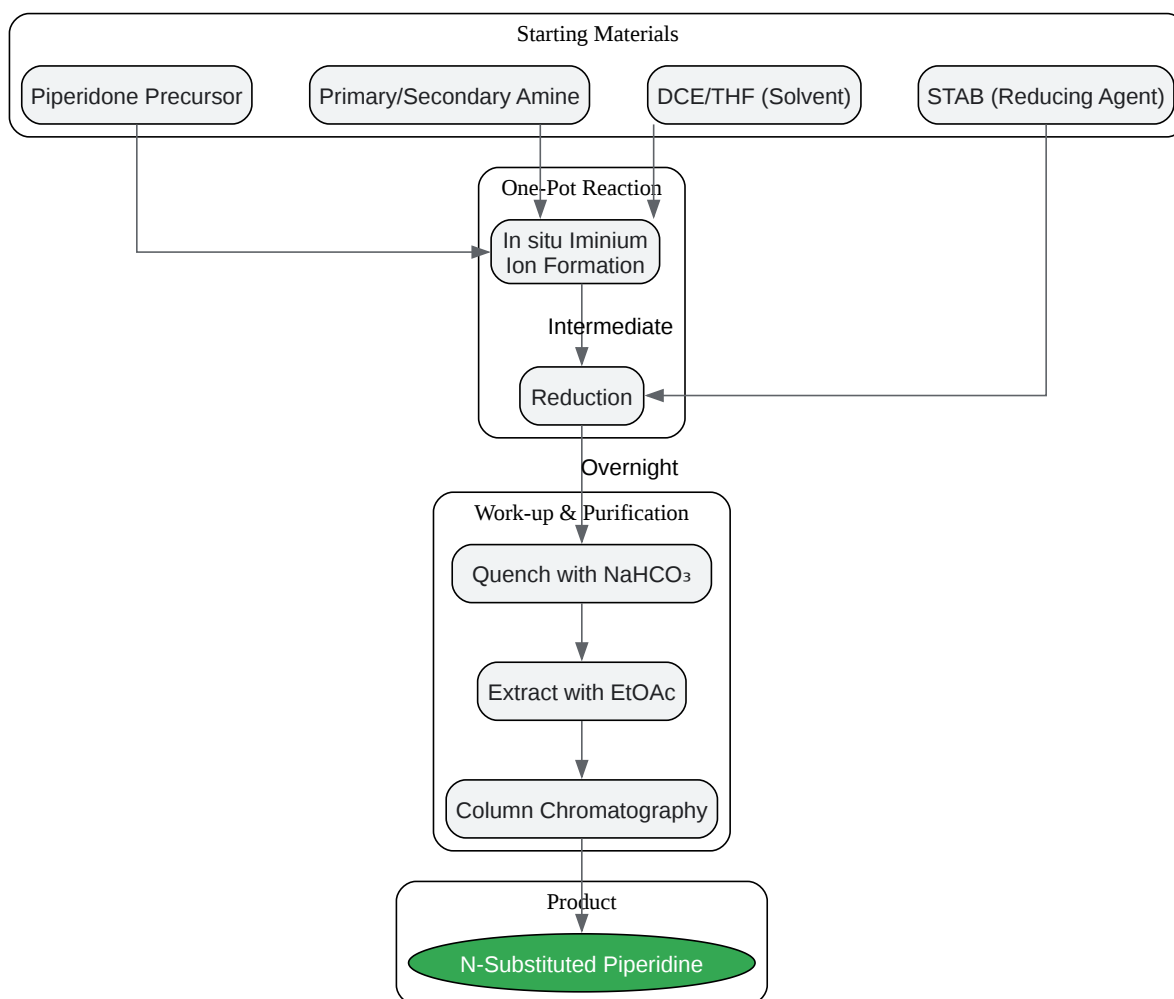 Starting Materials
Piperidone Precursor
Primary/Secondary Amine
DCE/THF (Solvent)
STAB (Reducing Agent)
One-Pot Reaction
In situ Iminium
Ion Formation
Intermediate
Reduction
Overnight
Work-up & Purification
Quench with NaHCO₃
Extract with EtOAc
Column Chromatography
Product
N-Substituted Piperidine